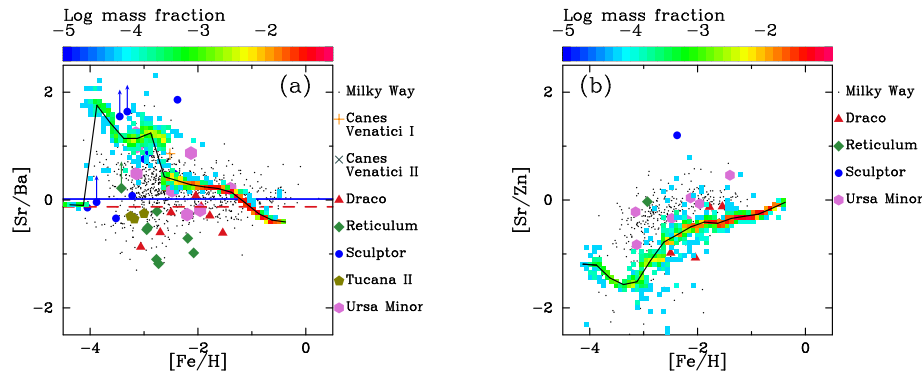 Log mass fraction
−5 −4 −3 −2
(a)
[Sr/Ba]
2
0
−2
−4 −2 0
[Fe/H]
Milky Way
Canes
Venatici I
Canes
Venatici II
Draco
Reticulum
Sculptor
Tucana II
Ursa Minor
Log mass fraction
−5 −4 −3 −2
(b)
[Sr/Zn]
2
0
−2
−4 −2 0
[Fe/H]
Milky Way
Draco
Reticulum
Sculptor
Ursa Minor